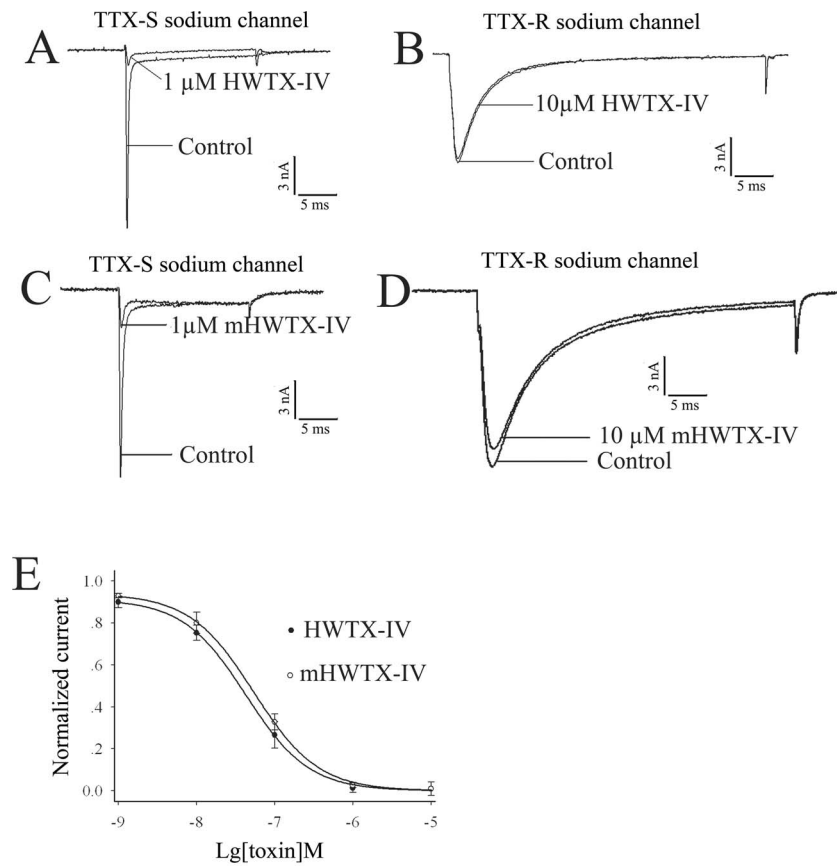 A
TTX-S sodium channel
1 µM HWTX-IV
Control
3 nA
5 ms
B
TTX-R sodium channel
10µM HWTX-IV
Control
3 nA
5 ms
C
TTX-S sodium channel
1µM mHWTX-IV
Control
3 nA
5 ms
D
TTX-R sodium channel
10 µM mHWTX-IV
Control
3 nA
5 ms
E
Normalized current
1.0
.8
.6
.4
.2
0.0
HWTX-IV
mHWTX-IV
-9 -8 -7 -6 -5
Lg[toxin]M